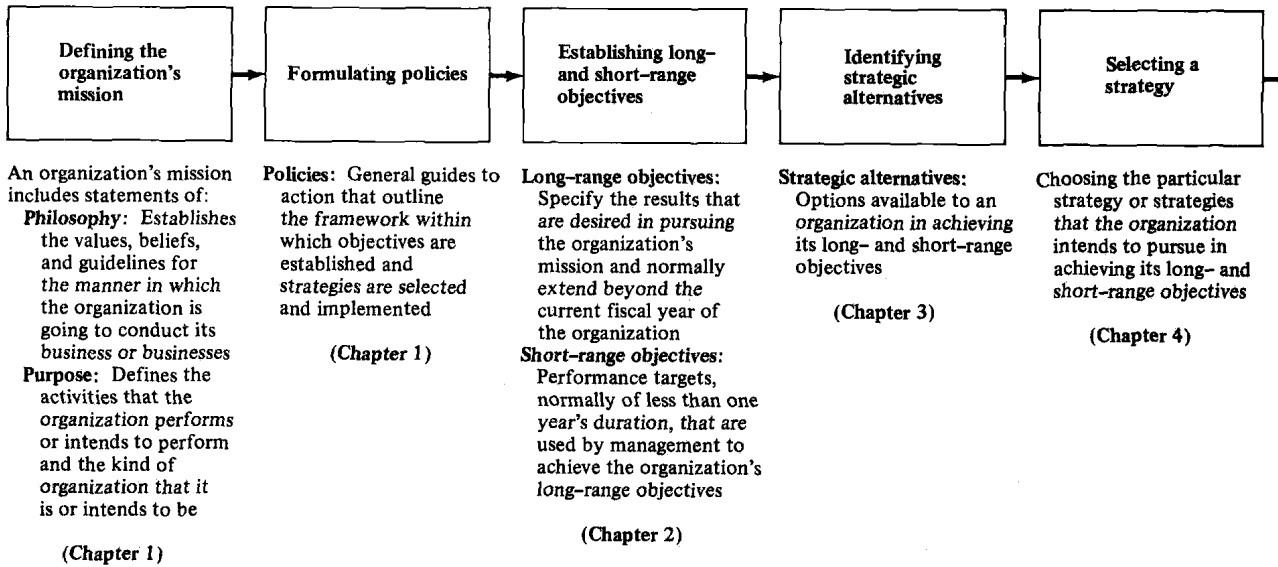 Defining the
organization's
mission
Formulating policies
Establishing long–
and short–range
objectives
Identifying
strategic
alternatives
Selecting a
strategy
An organization's mission
includes statements of:
Philosophy: Establishes
the values, beliefs,
and guidelines for
the manner in which
the organization is
going to conduct its
business or businesses
Purpose: Defines the
activities that the
organization performs
or intends to perform
and the kind of
organization that it
is or intends to be
(Chapter 1)
Policies: General guides to
action that outline
the framework within
which objectives are
established and
strategies are selected
and implemented
(Chapter 1)
Long–range objectives:
Specify the results that
are desired in pursuing
the organization's
mission and normally
extend beyond the
current fiscal year of
the organization
Short–range objectives:
Performance targets,
normally of less than one
year's duration, that are
used by management to
achieve the organization's
long–range objectives
(Chapter 2)
Strategic alternatives:
Options available to an
organization in achieving
its long– and short–range
objectives
(Chapter 3)
Choosing the particular
strategy or strategies
that the organization
intends to pursue in
achieving its long– and
short–range objectives
(Chapter 4)